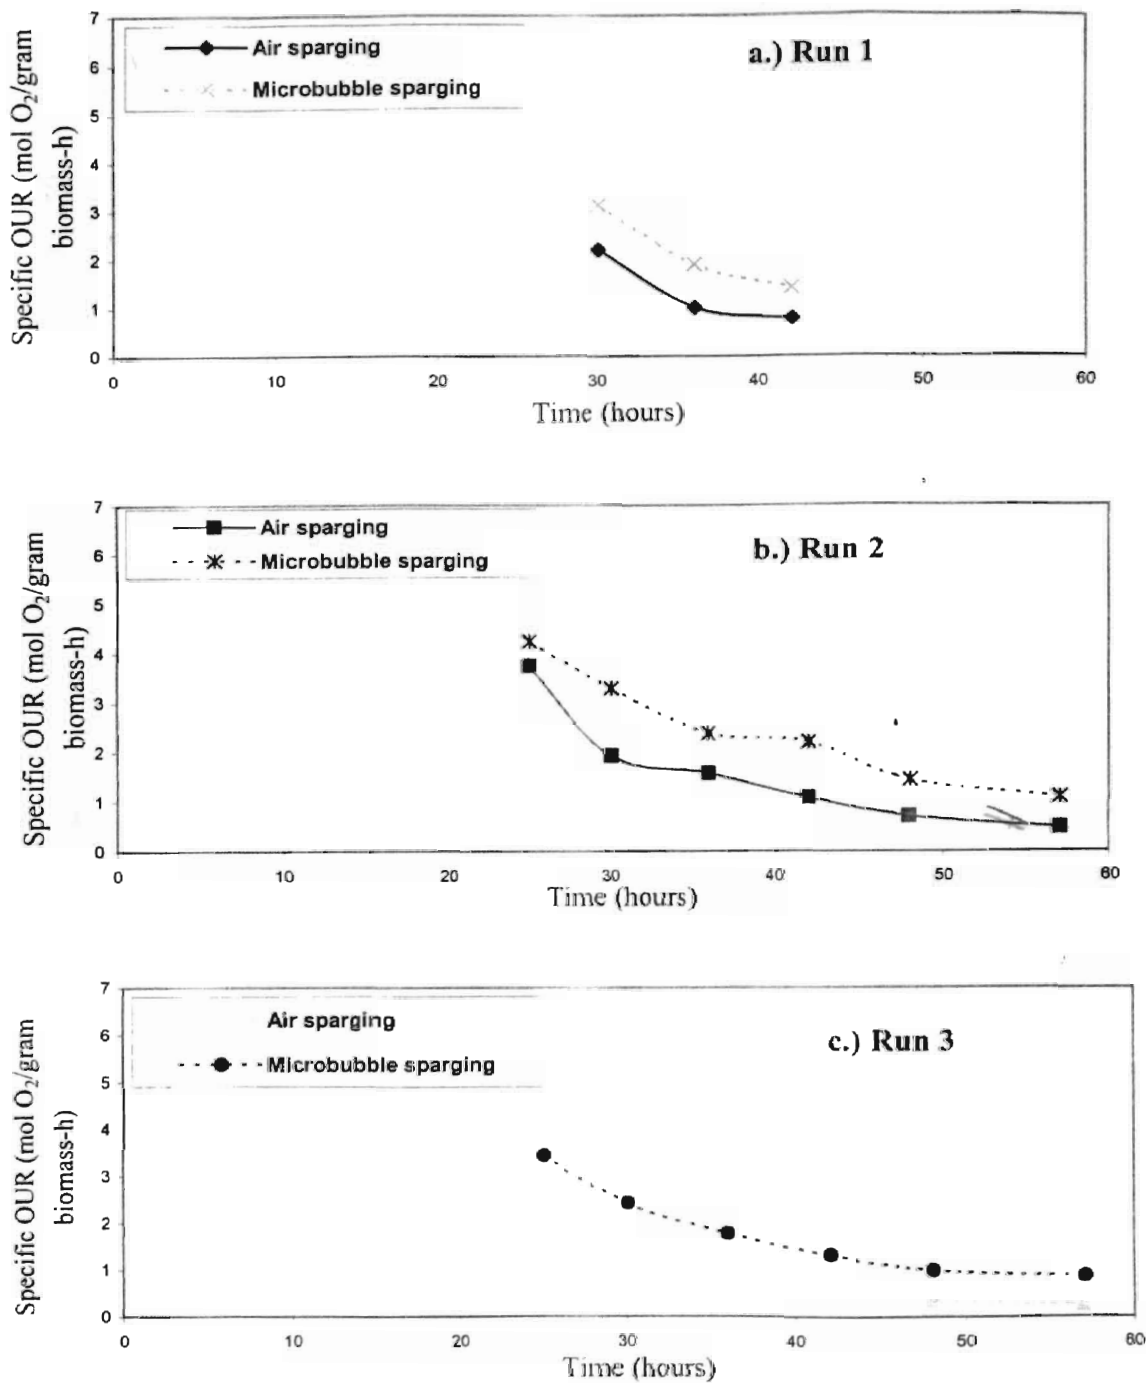 7
6
5
4
3
2
1
0
Specific OUR (mol O₂/gram
biomass-h)
Air sparging
Microbubble sparging
a.) Run 1
0 10 20 30 40 50 60
Time (hours)
7
6
5
4
3
2
1
0
Specific OUR (mol O₂/gram
biomass-h)
Air sparging
Microbubble sparging
b.) Run 2
0 10 20 30 40 50 60
Time (hours)
7
6
5
4
3
2
1
0
Specific OUR (mol O₂/gram
biomass-h)
Air sparging
Microbubble sparging
c.) Run 3
0 10 20 30 40 50 60
Time (hours)